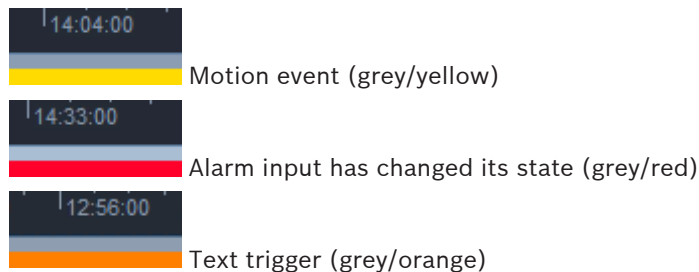 14:04:00
Motion event (grey/yellow)
14:33:00
Alarm input has changed its state (grey/red)
12:56:00
Text trigger (grey/orange)